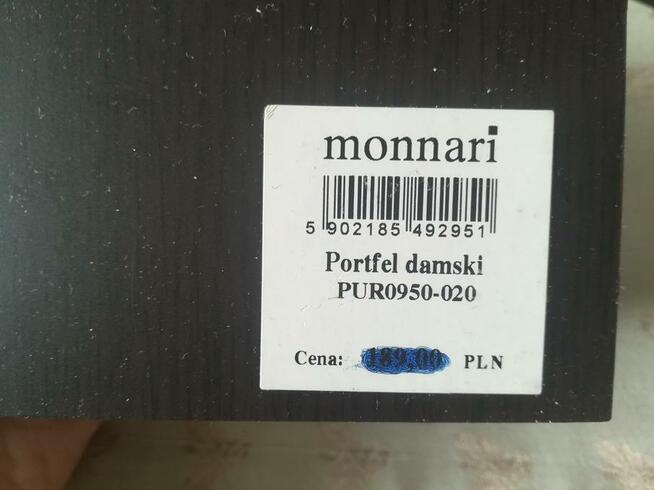 monnari
5 902185 492951
Portfel damski
PUR0950-020
Cena: 189,00 PLN